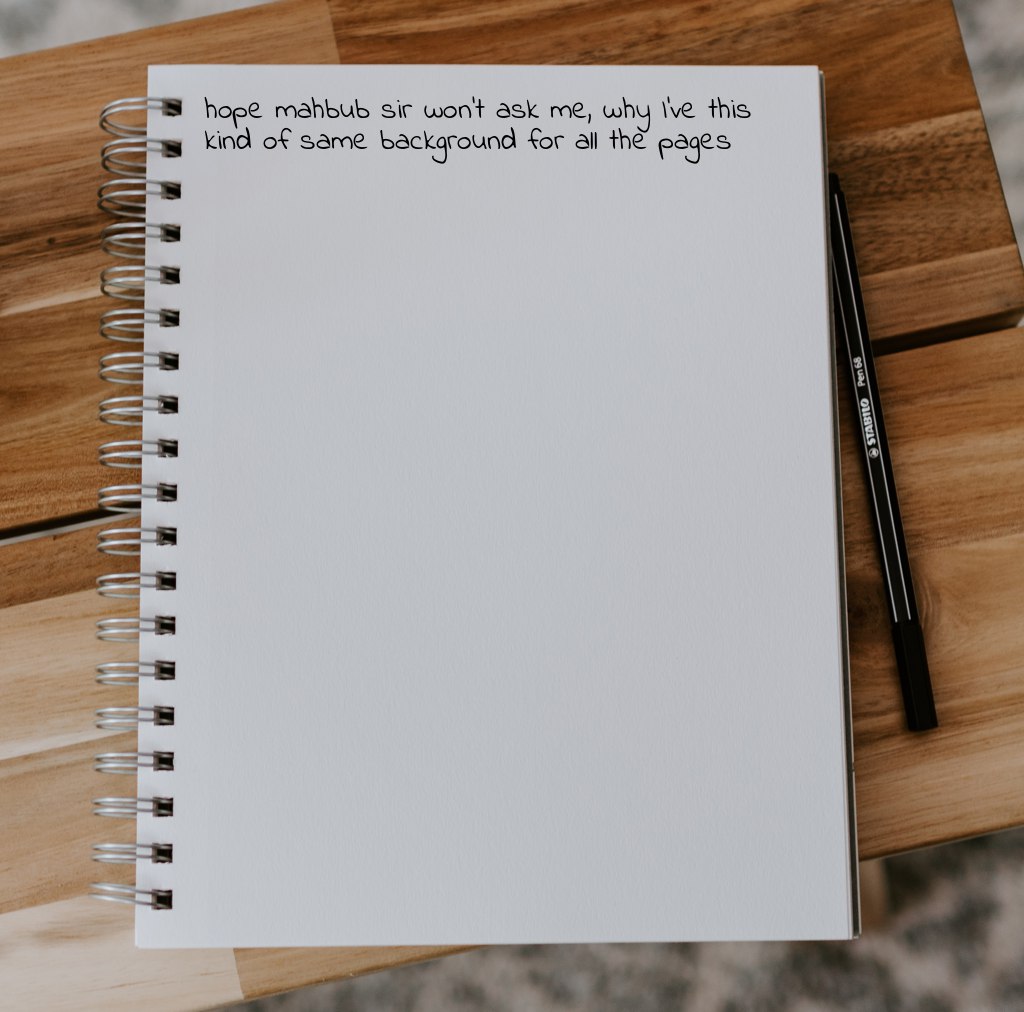 hope mahbub sir won't ask me, why i've this
kind of same background for all the pages
STABILO Pen 68